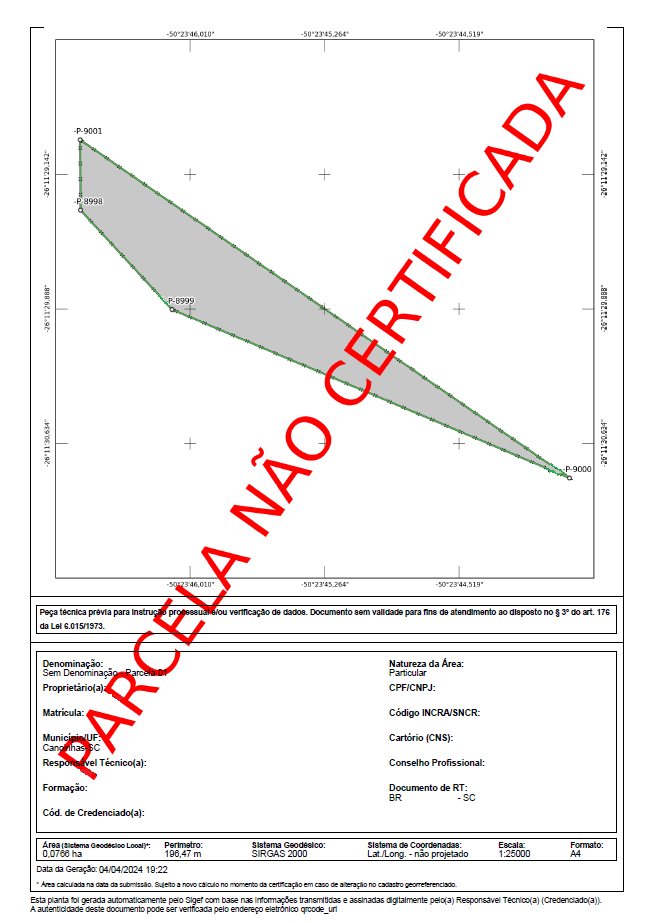 -50°23'46,010" -50°23'45,264" -50°23'44,519"
-P-9001
-26°11'29,142" -26°11'29,142"
-P-8998
P-8999
-26°11'29,888" -26°11'29,888"
-26°11'30,634" -26°11'30,634"
-P-9000
-50°23'46,010" -50°23'45,264" -50°23'44,519"
PARCELA NÃO CERTIFICADA
Peça técnica prévia para instrução processual e/ou verificação de dados. Documento sem validade para fins de atendimento ao disposto no § 3º do art. 176
da Lei 6.015/1973.
Denominação: Natureza da Área:
Sem Denominação - Parcela 01 Particular
Proprietário(a): CPF/CNPJ:
Matrícula: Código INCRA/SNCR:
Município/UF: Cartório (CNS):
Canoinhas-SC
Responsável Técnico(a): Conselho Profissional:
Formação: Documento de RT:
BR - SC
Cód. de Credenciado(a):
Área (Sistema Geodésico Local)*: Perímetro: Sistema Geodésico: Sistema de Coordenadas: Escala: Formato:
0,0766 ha 196,47 m SIRGAS 2000 Lat./Long. - não projetado 1:25000 A4
Data da Geração: 04/04/2024 19:22
* Área calculada na data da submissão. Sujeito a novo cálculo no momento da certificação em caso de alteração no cadastro georreferenciado.
Esta planta foi gerada automaticamente pelo Sigef com base nas informações transmitidas e assinadas digitalmente pelo(a) Responsável Técnico(a) (Credenciado(a)).
A autenticidade deste documento pode ser verificada pelo endereço eletrônico qrcode_url